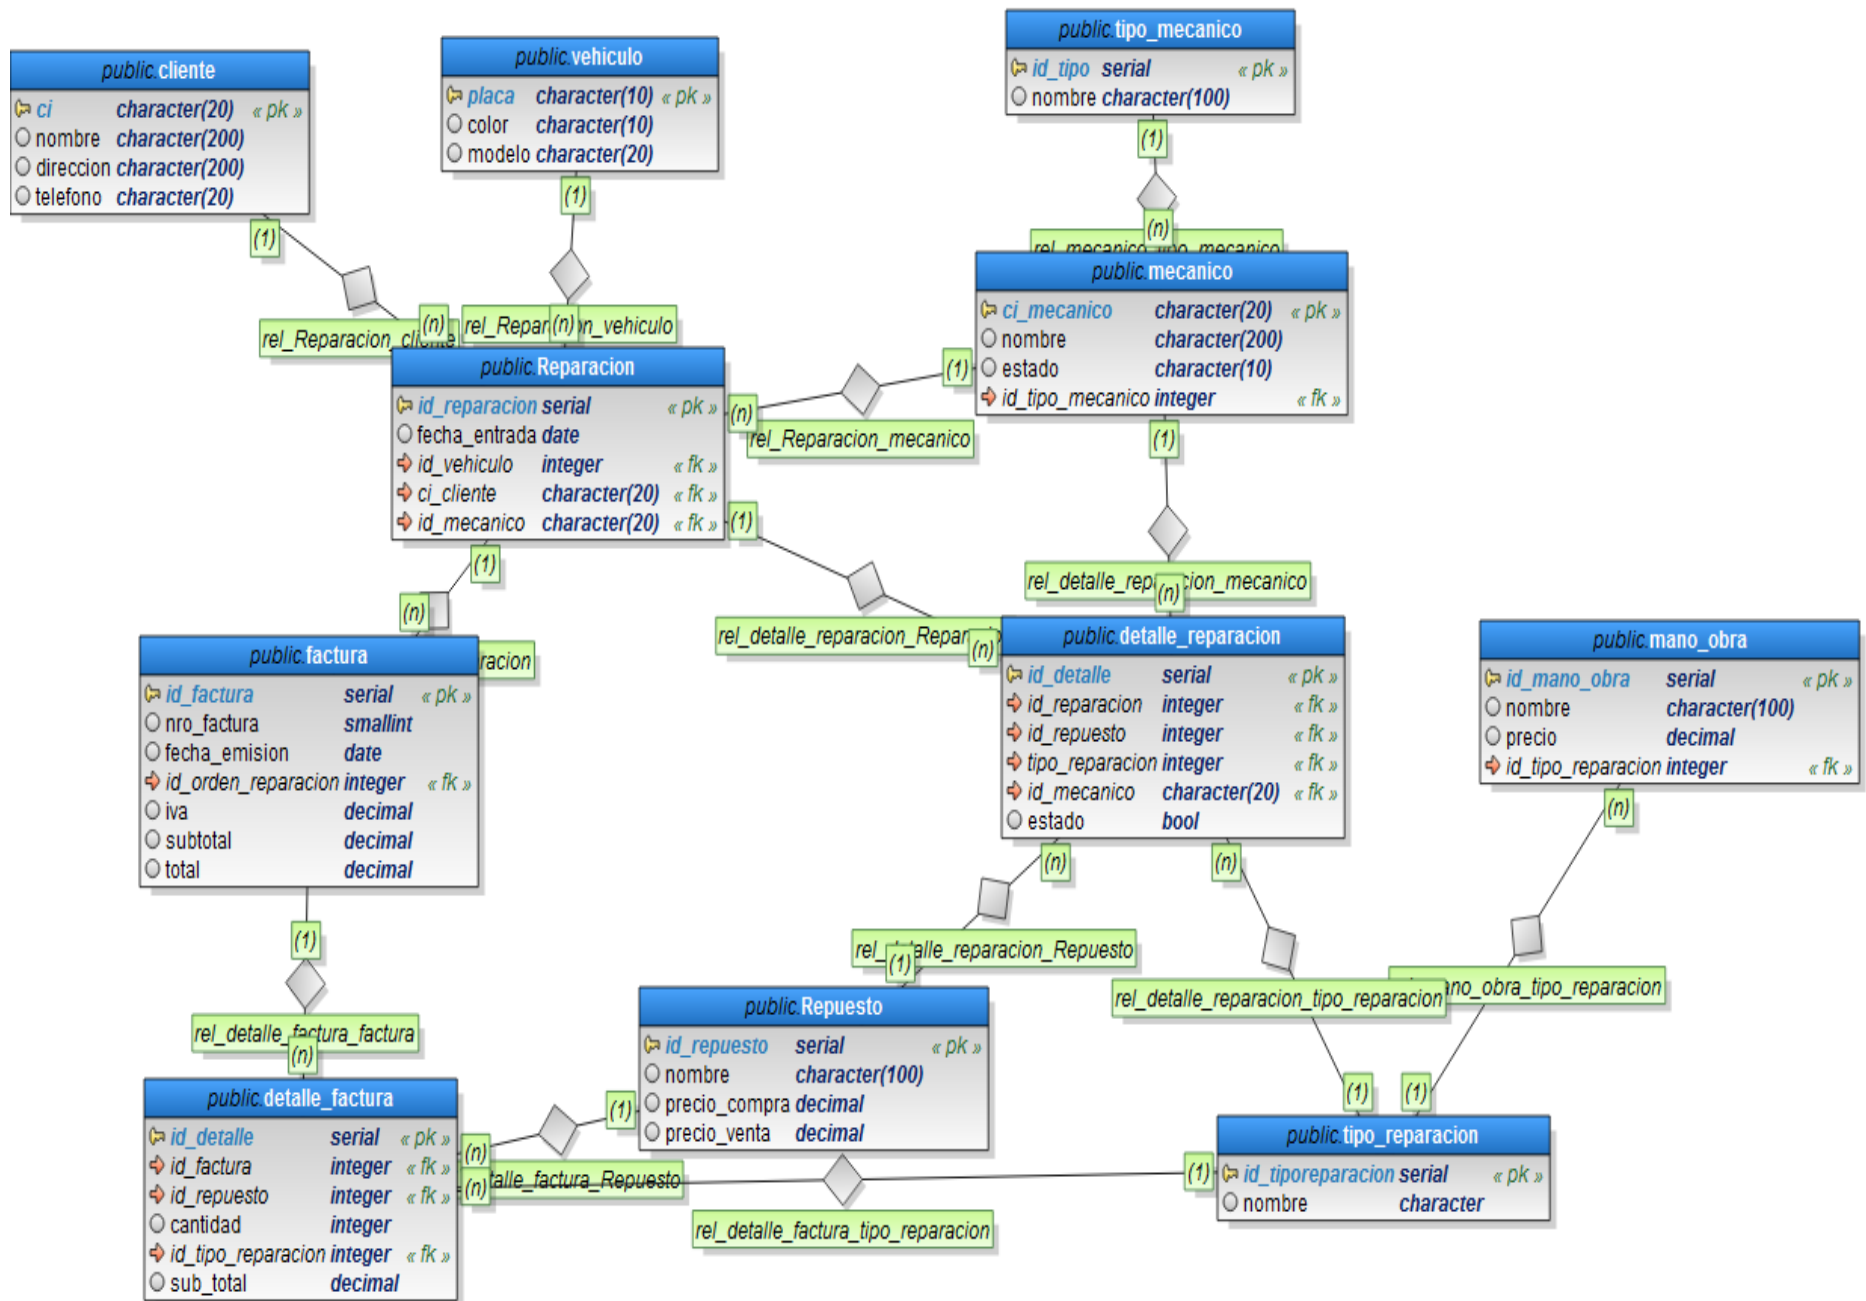 public.cliente
ci character(20) « pk »
nombre character(200)
direccion character(200)
telefono character(20)
public.vehiculo
placa character(10) « pk »
color character(10)
modelo character(20)
public.tipo_mecanico
id_tipo serial « pk »
nombre character(100)
(1)
(1)
(1)
(n)
rel_Reparacion_cliente
(n)
(n)
public.mecanico
ci_mecanico character(20) « pk »
nombre character(200)
estado character(10)
id_tipo_mecanico integer « fk »
public.Reparacion
id_reparacion serial « pk »
fecha_entrada date
id_vehiculo integer « fk »
ci_cliente character(20) « fk »
id_mecanico character(20) « fk »
(1)
(n)
rel_Reparacion_mecanico
(1)
(1)
(1)
(n)
rel_detalle_reparacion_mecanico
(n)
(n)
public.factura
id_factura serial « pk »
nro_factura smallint
fecha_emision date
id_orden_reparacion integer « fk »
iva decimal
subtotal decimal
total decimal
public.detalle_reparacion
id_detalle serial « pk »
id_reparacion integer « fk »
id_repuesto integer « fk »
tipo_reparacion integer « fk »
id_mecanico character(20) « fk »
estado bool
public.mano_obra
id_mano_obra serial « pk »
nombre character(100)
precio decimal
id_tipo_reparacion integer « fk »
(n)
(n)
(n)
(1)
rel_detalle_reparacion_Repuesto
(1)
rel_detalle_reparacion_tipo_reparacion
mano_obra_tipo_reparacion
rel_detalle_factura_factura
(n)
public.Repuesto
id_repuesto serial « pk »
nombre character(100)
precio_compra decimal
precio_venta decimal
(1)
(1)
public.detalle_factura
id_detalle serial « pk »
id_factura integer « fk »
id_repuesto integer « fk »
cantidad integer
id_tipo_reparacion integer « fk »
sub_total decimal
(1)
(n)
(n)
talle_factura_Repuesto
(1)
rel_detalle_factura_tipo_reparacion
public.tipo_reparacion
id_tiporeparacion serial « pk »
nombre character